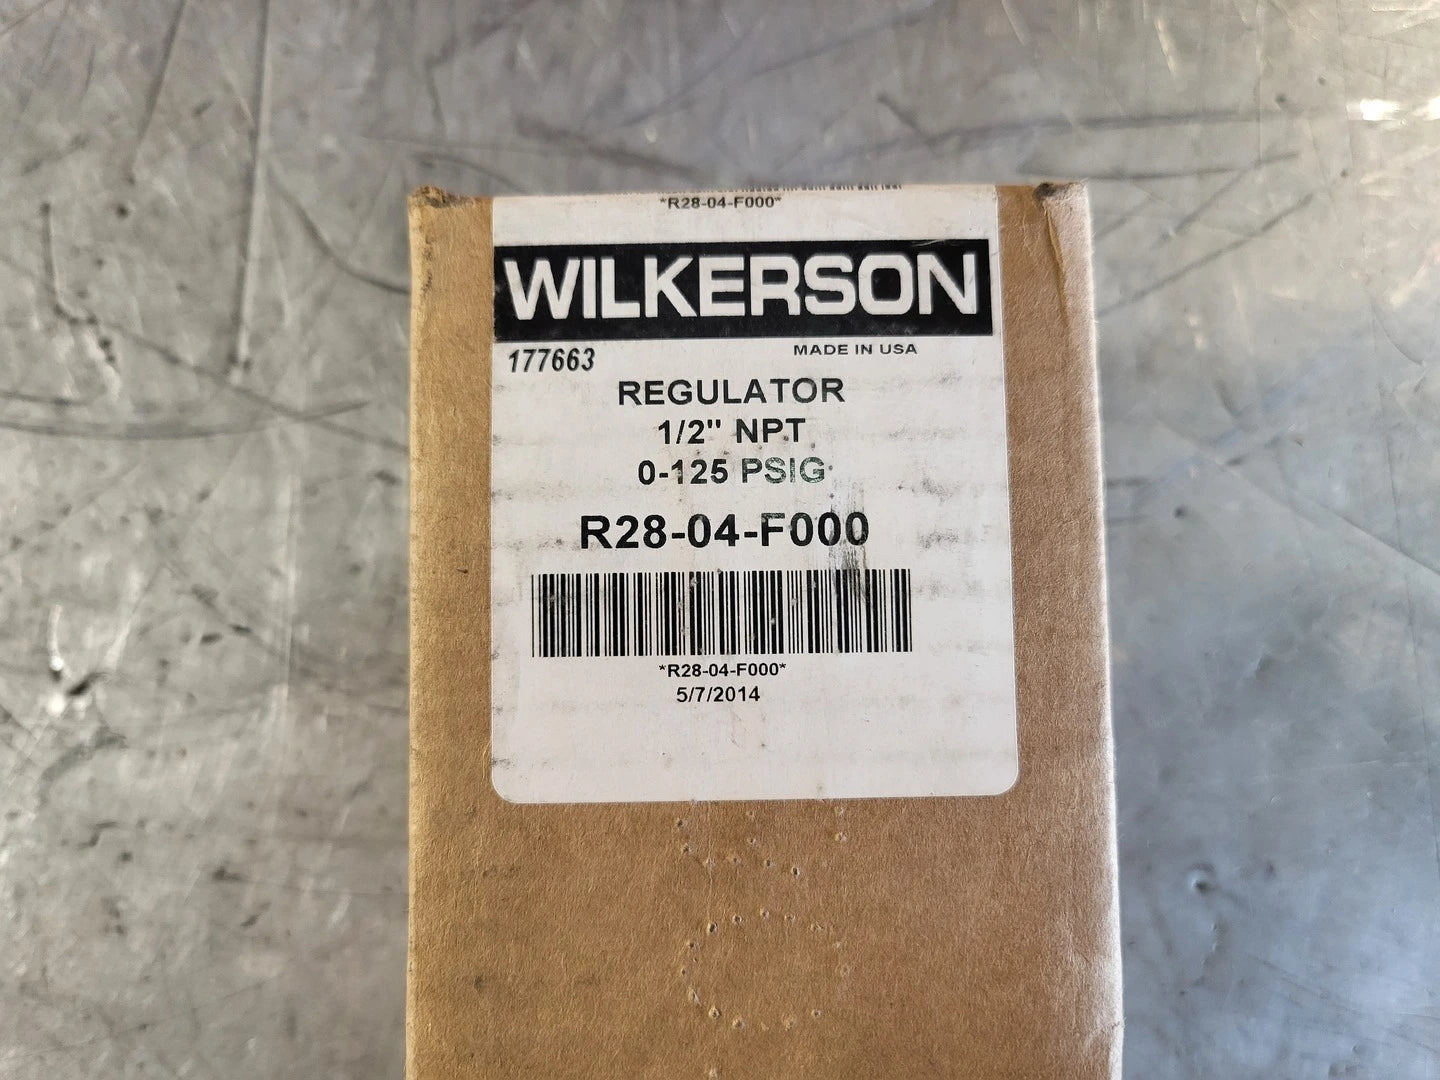 *R28-04-F000*
WILKERSON
177663
MADE IN USA
REGULATOR
1/2" NPT
0-125 PSIG
R28-04-F000
*R28-04-F000*
5/7/2014